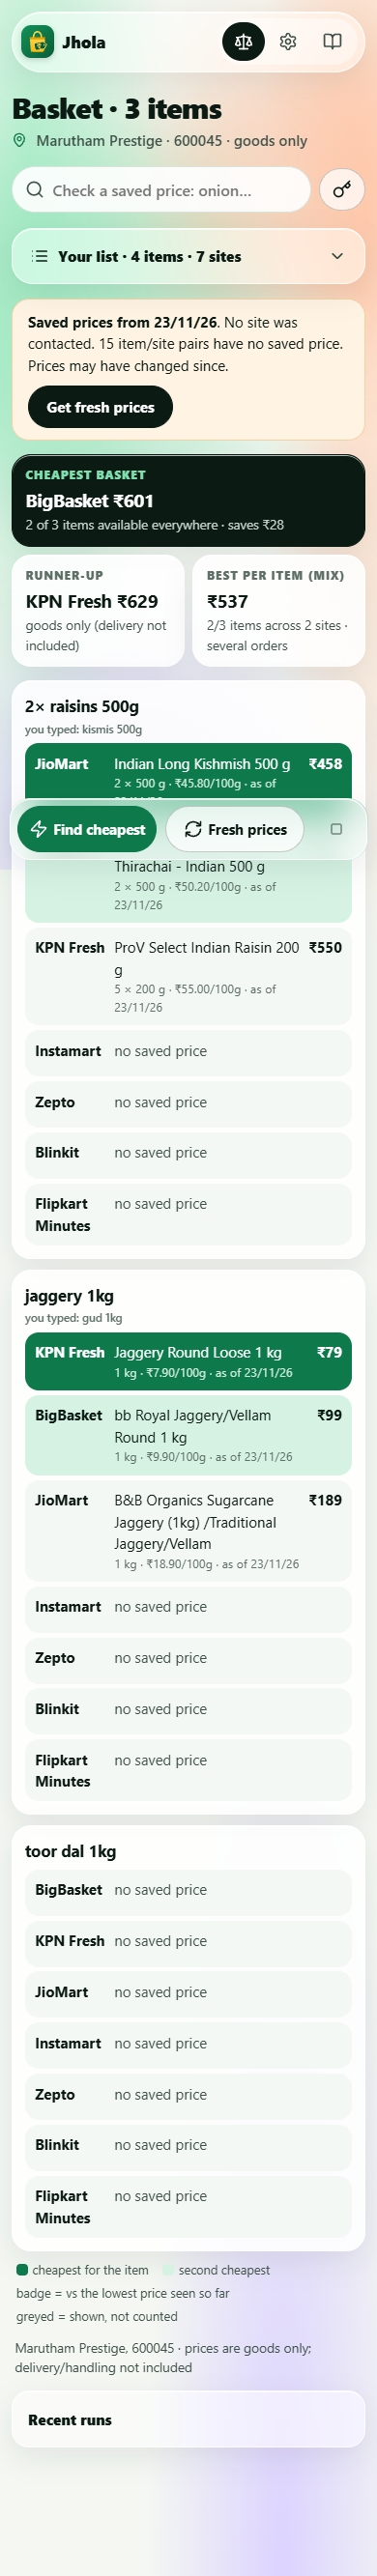 Jhola
Basket · 3 items
Marutham Prestige · 600045 · goods only
Check a saved price: onion...
Your list · 4 items · 7 sites
Saved prices from 23/11/26. No site was
contacted. 15 item/site pairs have no saved price.
Prices may have changed since.
Get fresh prices
CHEAPEST BASKET
BigBasket ₹601
2 of 3 items available everywhere · saves ₹28
RUNNER-UP
KPN Fresh ₹629
goods only (delivery not
included)
BEST PER ITEM (MIX)
₹537
2/3 items across 2 sites ·
several orders
2× raisins 500g
you typed: kismis 500g
JioMart Indian Long Kishmish 500 g ₹458
2 × 500 g · ₹45.80/100g · as of
Find cheapest
Fresh prices
Thirachai - Indian 500 g
2 × 500 g · ₹50.20/100g · as of
23/11/26
KPN Fresh ProV Select Indian Raisin 200 ₹550
g
5 × 200 g · ₹55.00/100g · as of
23/11/26
Instamart no saved price
Zepto no saved price
Blinkit no saved price
Flipkart no saved price
Minutes
jaggery 1kg
you typed: gud 1kg
KPN Fresh Jaggery Round Loose 1 kg ₹79
1 kg · ₹7.90/100g · as of 23/11/26
BigBasket bb Royal Jaggery/Vellam ₹99
Round 1 kg
1 kg · ₹9.90/100g · as of 23/11/26
JioMart B&B Organics Sugarcane ₹189
Jaggery (1kg) /Traditional
Jaggery/Vellam
1 kg · ₹18.90/100g · as of 23/11/26
Instamart no saved price
Zepto no saved price
Blinkit no saved price
Flipkart no saved price
Minutes
toor dal 1kg
BigBasket no saved price
KPN Fresh no saved price
JioMart no saved price
Instamart no saved price
Zepto no saved price
Blinkit no saved price
Flipkart no saved price
Minutes
cheapest for the item second cheapest
badge = vs the lowest price seen so far
greyed = shown, not counted
Marutham Prestige, 600045 · prices are goods only;
delivery/handling not included
Recent runs